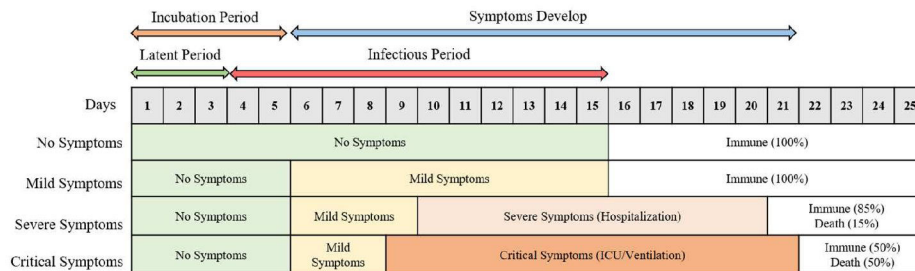 Incubation Period
Symptoms Develop
Latent Period
Infectious Period
Days 1 2 3 4 5 6 7 8 9 10 11 12 13 14 15 16 17 18 19 20 21 22 23 24 25
No Symptoms No Symptoms Immune (100%)
Mild Symptoms No Symptoms Mild Symptoms Immune (100%)
Severe Symptoms No Symptoms Mild Symptoms Severe Symptoms (Hospitalization) Immune (85%)
Death (15%)
Critical Symptoms No Symptoms Mild
Symptoms Critical Symptoms (ICU/Ventilation) Immune (50%)
Death (50%)